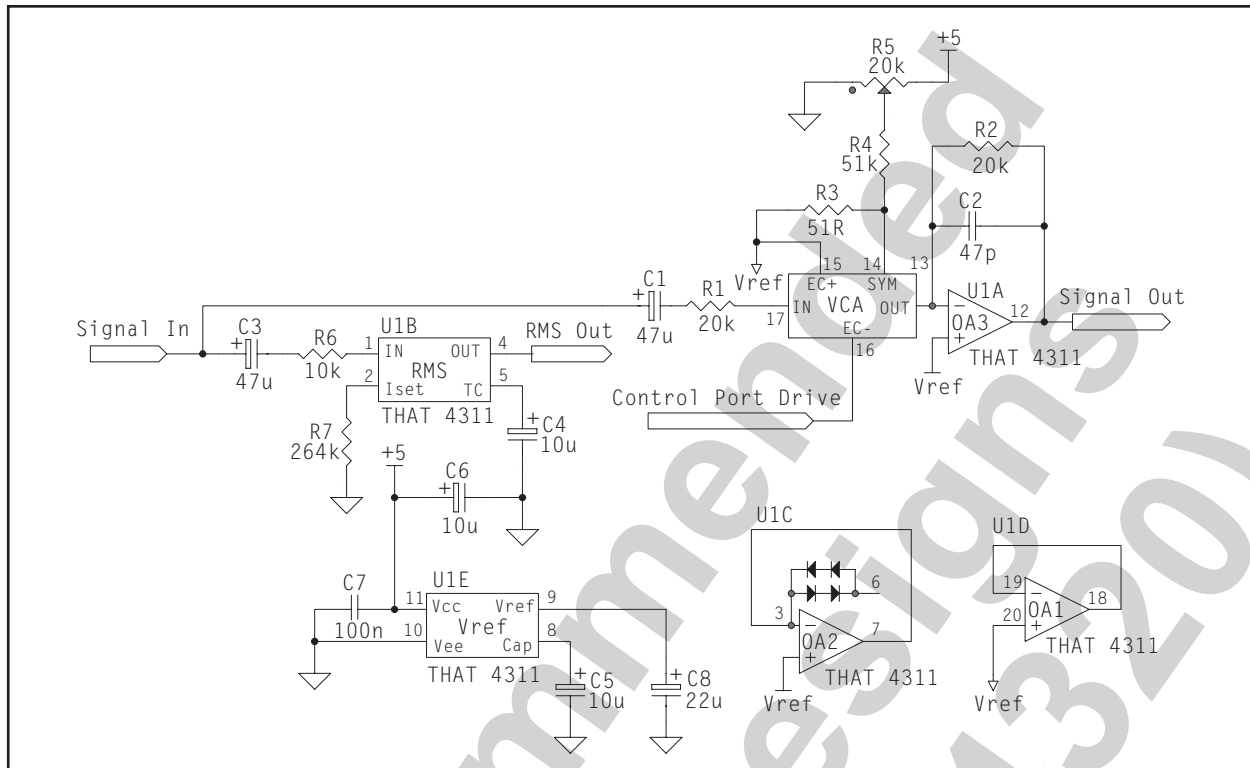 +5
R5
20k
R4
51k
R2
20k
R3
51R
C2
47p
Vref
15
14
13
EC+
SYM
VCA
IN
OUT
EC-
17
16
C1
47u
R1
20k
U1A
OA3
12
Signal Out
THAT 4311
Vref
Signal In
C3
47u
R6
10k
U1B
1
IN
OUT
4
RMS
2
Iset
TC
5
THAT 4311
RMS Out
Control Port Drive
R7
264k
C4
10u
+5
C6
10u
C7
100n
U1E
11
Vcc
Vref
9
Vref
10
Vee
Cap
8
THAT 4311
C5
10u
C8
22u
U1C
6
3
OA2
7
THAT 4311
Vref
U1D
19
OA1
18
20
THAT 4311
Vref
mmended
esigns
4320)